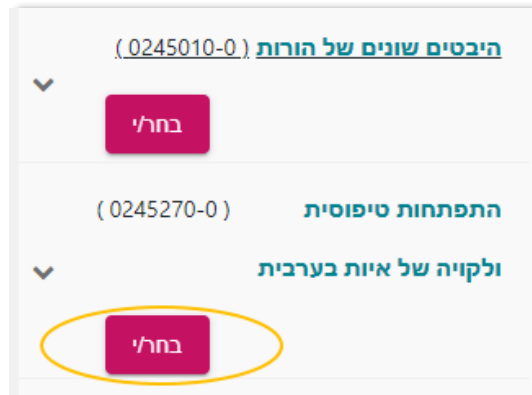 היבטים שונים של הורות ( 0245010-0 )
בחר/י
התפתחות טיפוסית ( 0245270-0 )
ולקויה של איות בערבית
בחר/י